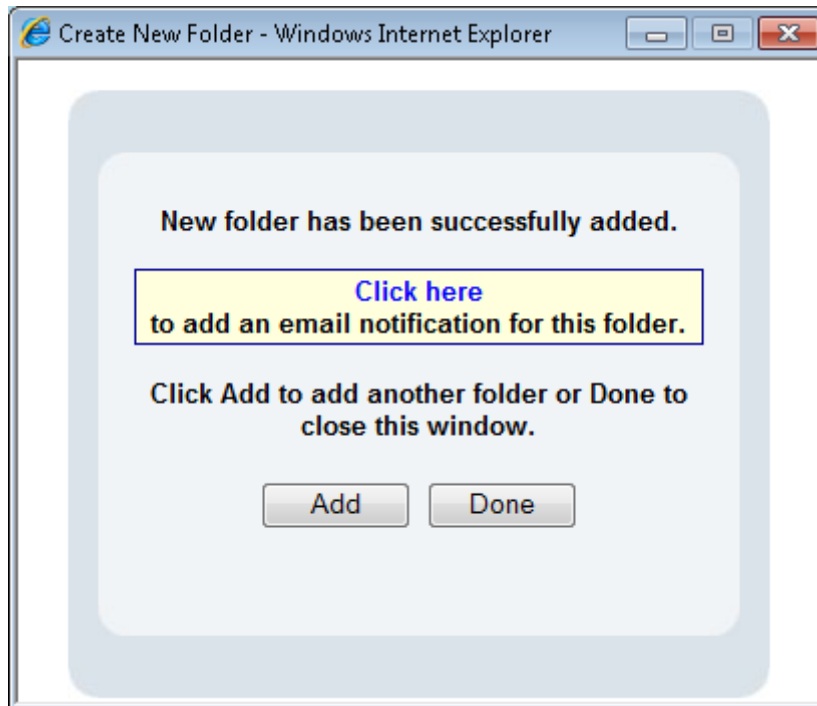 Create New Folder - Windows Internet Explorer
New folder has been successfully added.
Click here
to add an email notification for this folder.
Click Add to add another folder or Done to
close this window.
Add Done